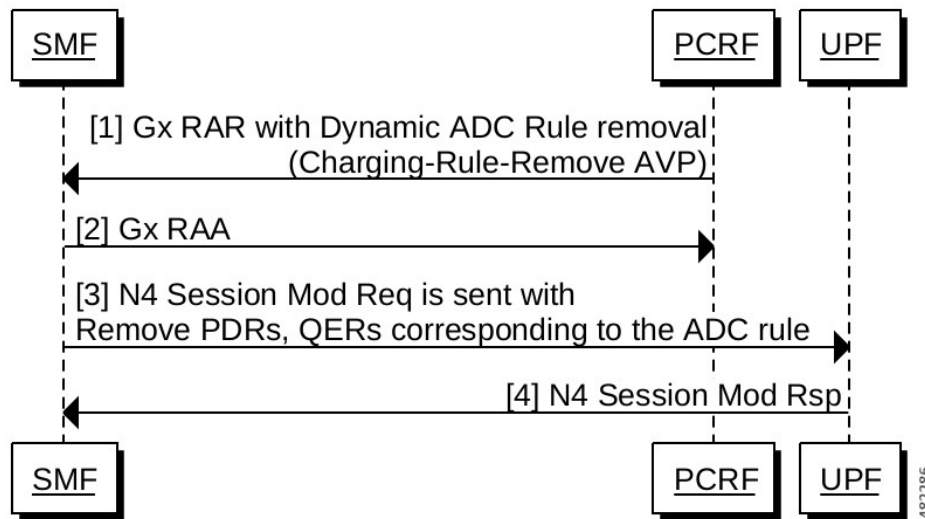 SMF
PCRF
UPF
[1] Gx RAR with Dynamic ADC Rule removal
(Charging-Rule-Remove AVP)
[2] Gx RAA
[3] N4 Session Mod Req is sent with
Remove PDRs, QERs corresponding to the ADC rule
[4] N4 Session Mod Rsp
SMF
PCRF
UPF